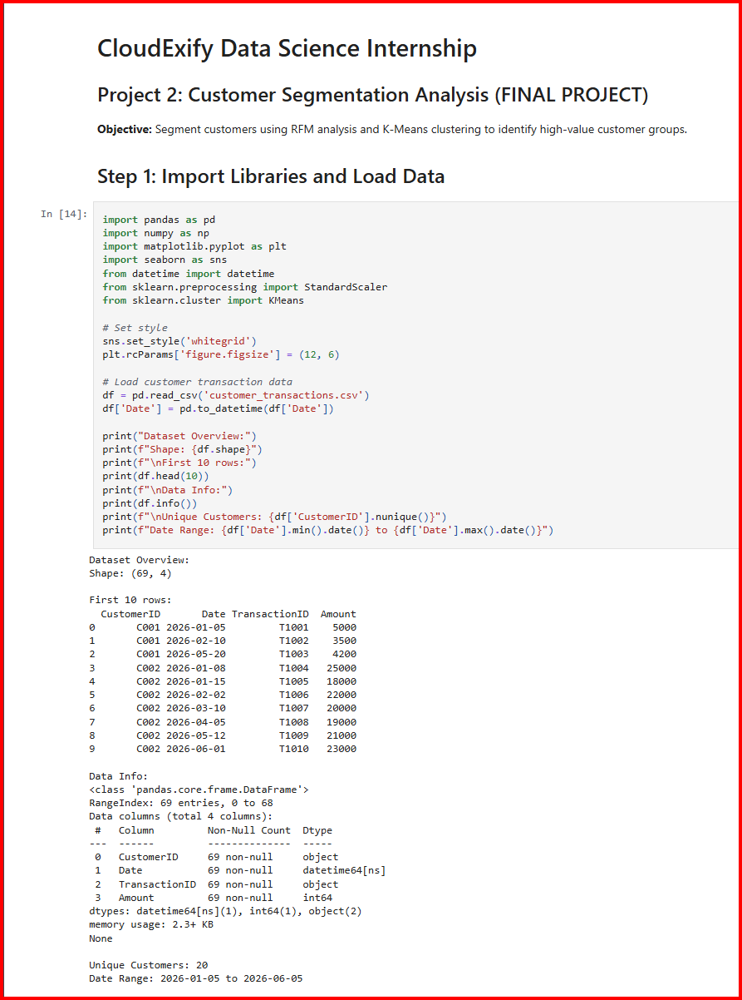 CloudExify Data Science Internship
Project 2: Customer Segmentation Analysis (FINAL PROJECT)
Objective: Segment customers using RFM analysis and K-Means clustering to identify high-value customer groups.
Step 1: Import Libraries and Load Data
In [14]:
import pandas as pd
import numpy as np
import matplotlib.pyplot as plt
import seaborn as sns
from datetime import datetime
from sklearn.preprocessing import StandardScaler
from sklearn.cluster import KMeans

# Set style
sns.set_style('whitegrid')
plt.rcParams['figure.figsize'] = (12, 6)

# Load customer transaction data
df = pd.read_csv('customer_transactions.csv')
df['Date'] = pd.to_datetime(df['Date'])

print("Dataset Overview:")
print(f"Shape: {df.shape}")
print(f"\nFirst 10 rows:")
print(df.head(10))
print(f"\nData Info:")
print(df.info())
print(f"\nUnique Customers: {df['CustomerID'].nunique()}")
print(f"Date Range: {df['Date'].min().date()} to {df['Date'].max().date()}")
Dataset Overview:
Shape: (69, 4)

First 10 rows:
  CustomerID       Date TransactionID  Amount
0       C001 2026-01-05         T1001    5000
1       C001 2026-02-10         T1002    3500
2       C001 2026-05-20         T1003    4200
3       C002 2026-01-08         T1004   25000
4       C002 2026-01-15         T1005   18000
5       C002 2026-02-02         T1006   22000
6       C002 2026-03-10         T1007   20000
7       C002 2026-04-05         T1008   19000
8       C002 2026-05-12         T1009   21000
9       C002 2026-06-01         T1010   23000

Data Info:
<class 'pandas.core.frame.DataFrame'>
RangeIndex: 69 entries, 0 to 68
Data columns (total 4 columns):
 #   Column         Non-Null Count  Dtype
---  ------         --------------  -----
 0   CustomerID     69 non-null     object
 1   Date           69 non-null     datetime64[ns]
 2   TransactionID  69 non-null     object
 3   Amount         69 non-null     int64
dtypes: datetime64[ns](1), int64(1), object(2)
memory usage: 2.3+ KB
None

Unique Customers: 20
Date Range: 2026-01-05 to 2026-06-05